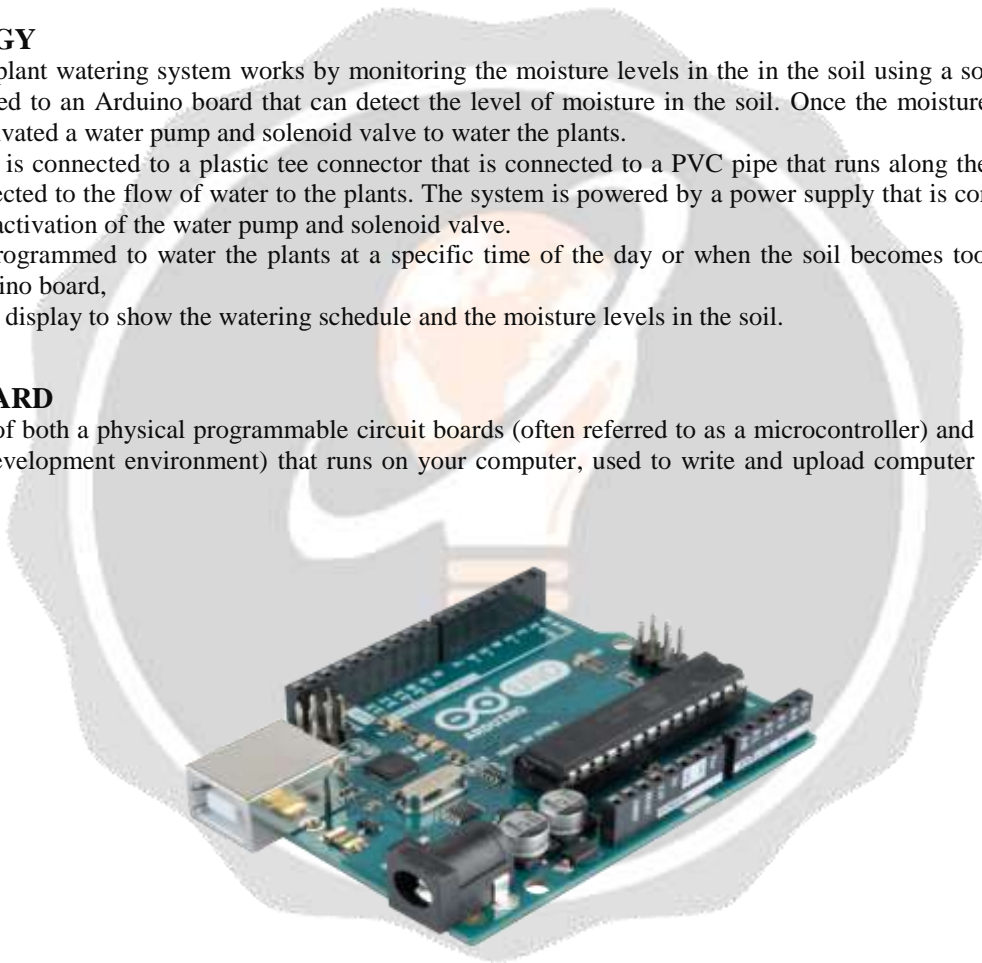 GY
plant watering system works by monitoring the moisture levels in the in the soil using a so
ed to an Arduino board that can detect the level of moisture in the soil. Once the moisture
ivated a water pump and solenoid valve to water the plants.
is connected to a plastic tee connector that is connected to a PVC pipe that runs along the
ected to the flow of water to the plants. The system is powered by a power supply that is co
activation of the water pump and solenoid valve.
rogrammed to water the plants at a specific time of the day or when the soil becomes too
ino board,
display to show the watering schedule and the moisture levels in the soil.
ARD
of both a physical programmable circuit boards (often referred to as a microcontroller) and
evelopment environment) that runs on your computer, used to write and upload computer
UNO
ARDUINO